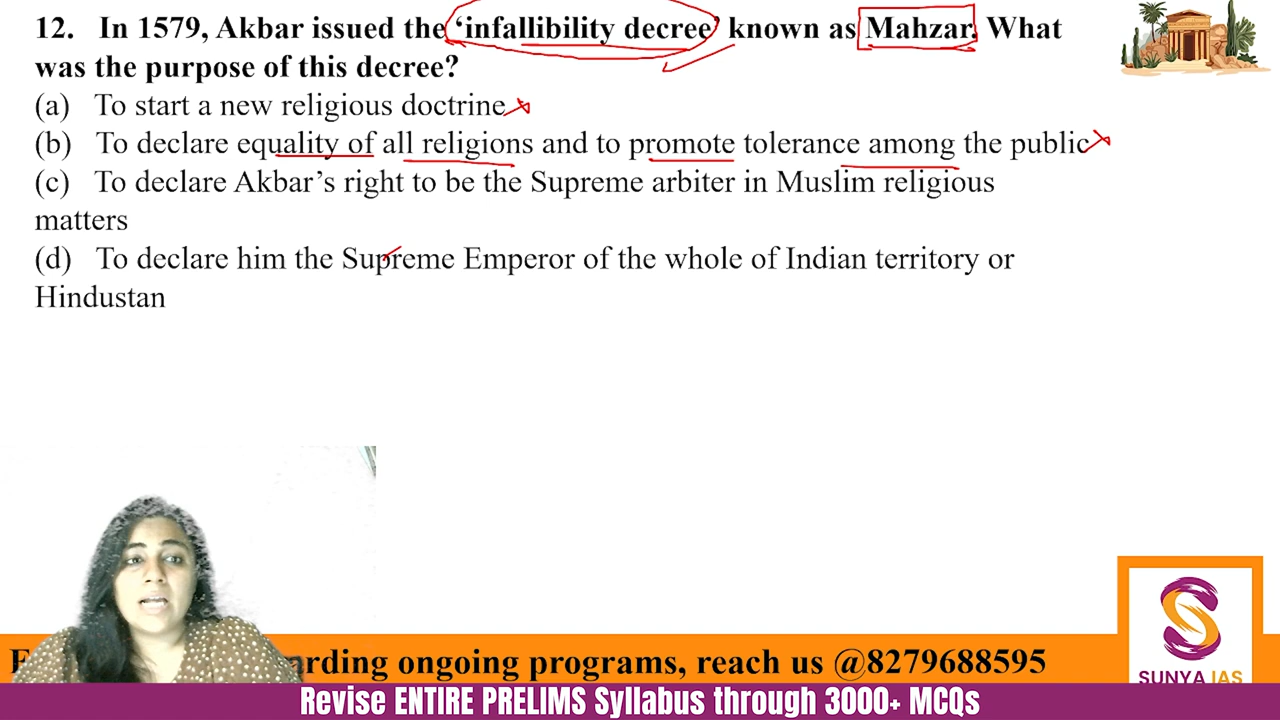 12. In 1579, Akbar issued the ‘infallibility decree’ known as Mahzar. What
was the purpose of this decree?
(a) To start a new religious doctrine
(b) To declare equality of all religions and to promote tolerance among the public
(c) To declare Akbar’s right to be the Supreme arbiter in Muslim religious
matters
(d) To declare him the Supreme Emperor of the whole of Indian territory or
Hindustan
arding ongoing programs, reach us @8279688595
SUNYA IAS
Revise ENTIRE PRELIMS Syllabus through 3000+ MCQs